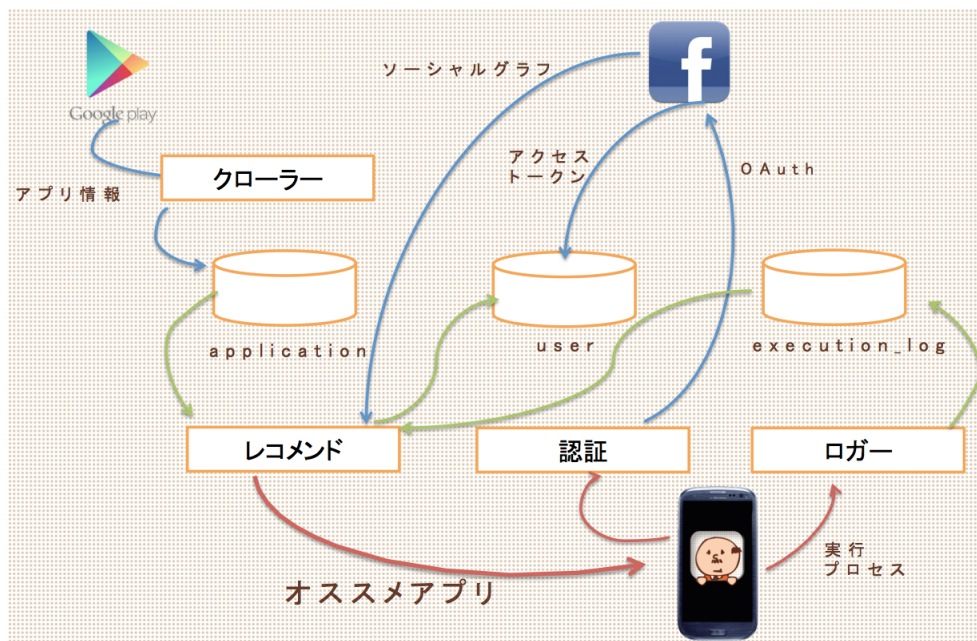 ソーシャルグラフ
Google play
アクセス
トークン
OAuth
クローラー
アプリ情報
application
user
execution_log
レコメンド
認証
ロガー
実行
プロセス
オススメアプリ